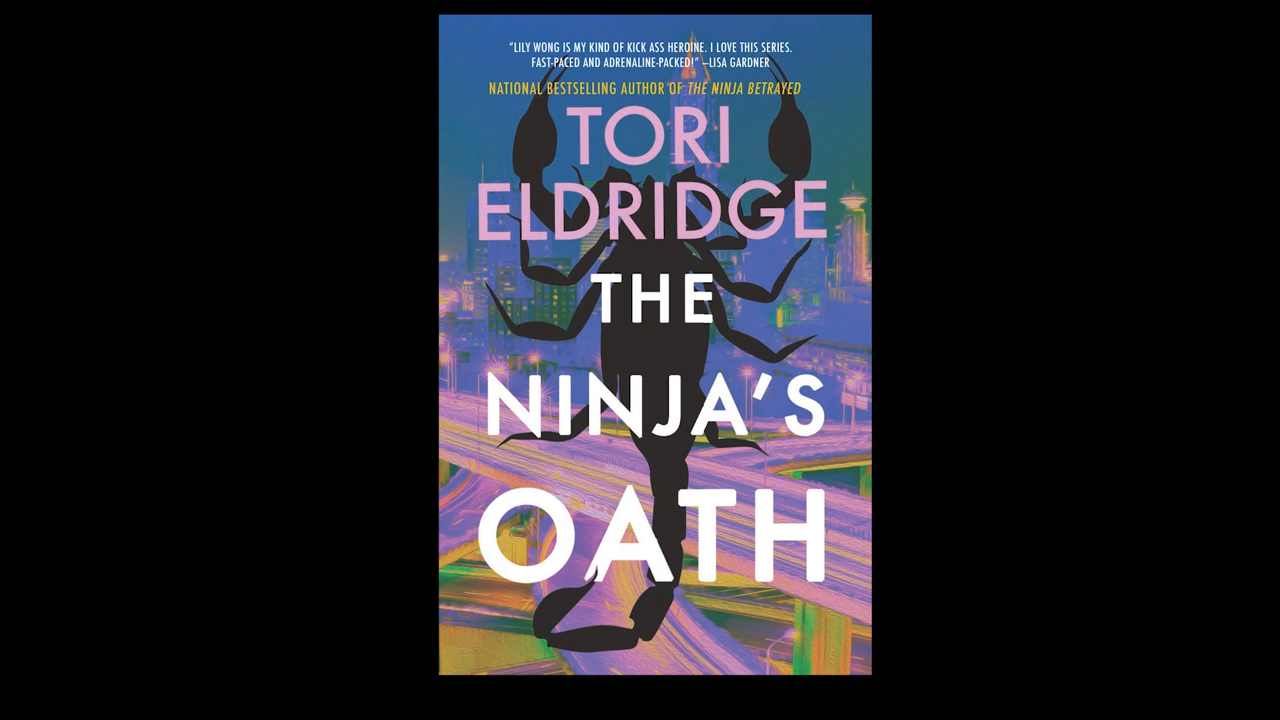 “LILY WONG IS MY KIND OF KICK ASS HEROINE. I LOVE THIS SERIES.
FAST-PACED AND ADRENALINE-PACKED!” –LISA GARDNER
NATIONAL BESTSELLING AUTHOR OF THE NINJA BETRAYED
TORI
ELDRIDGE
THE
NINJA’S
OATH